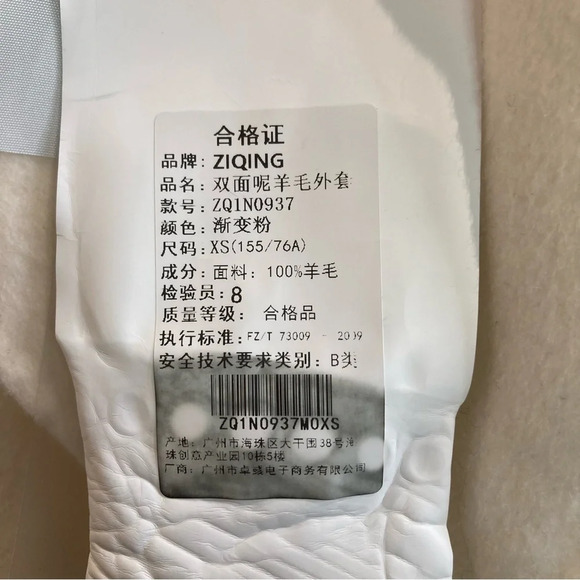 合格证
品牌: ZIQING
品名: 双面呢羊毛外套
款号: ZQ1N0937
颜色: 渐变粉
尺码: XS(155/76A)
成分: 面料: 100%羊毛
检验员: 8
质量等级: 合格品
执行标准: FZ/T 73009 - 2009
安全技术要求类别: B类
ZQ1N0937M0XS
产地: 广州市海珠区大干围38号海
珠创意产业园10栋5楼
厂商: 广州市卓缦电子商务有限公司